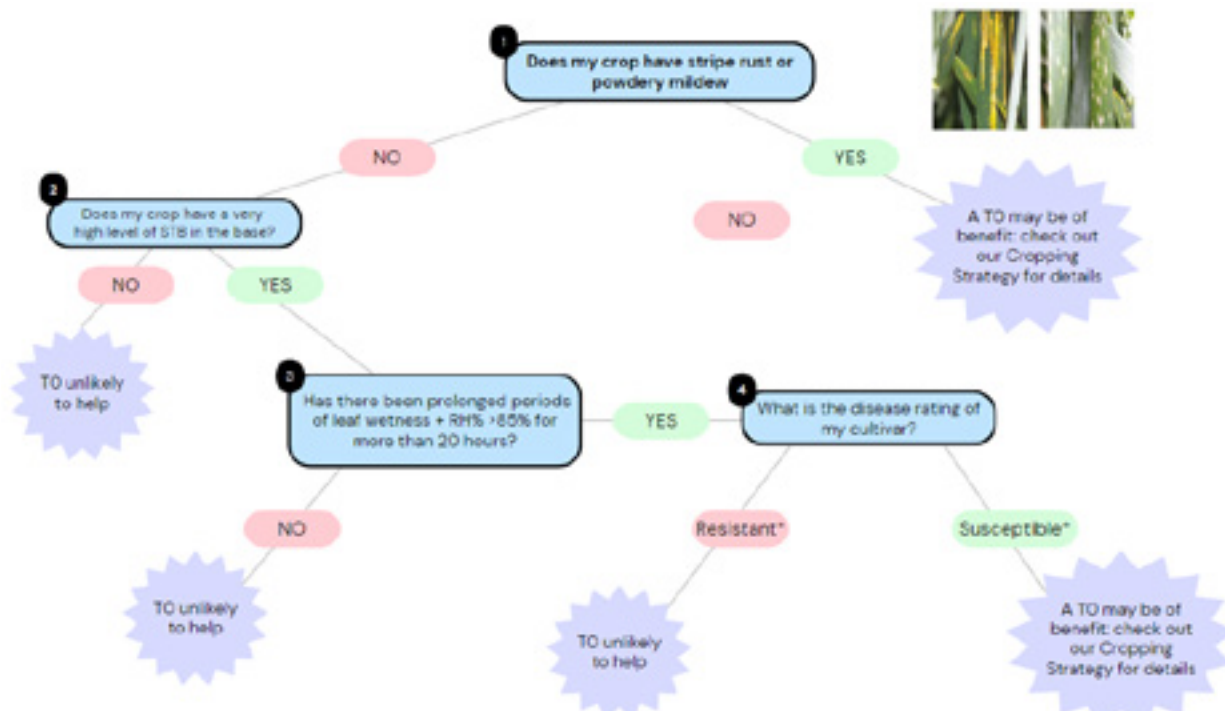 1
Does my crop have stripe rust or
powdery mildew
NO
YES
2
Does my crop have a very
high level of STB in the base?
NO
A T0 may be of
benefit: check out
our Cropping
Strategy for details
NO
YES
T0 unlikely
to help
3
Has there been prolonged periods
of leaf wetness + RH% >85% for
more than 20 hours?
YES
4
What is the disease rating of
my cultivar?
NO
Resistant*
Susceptible*
T0 unlikely
to help
T0 unlikely
to help
A T0 may be of
benefit: check out
our Cropping
Strategy for details